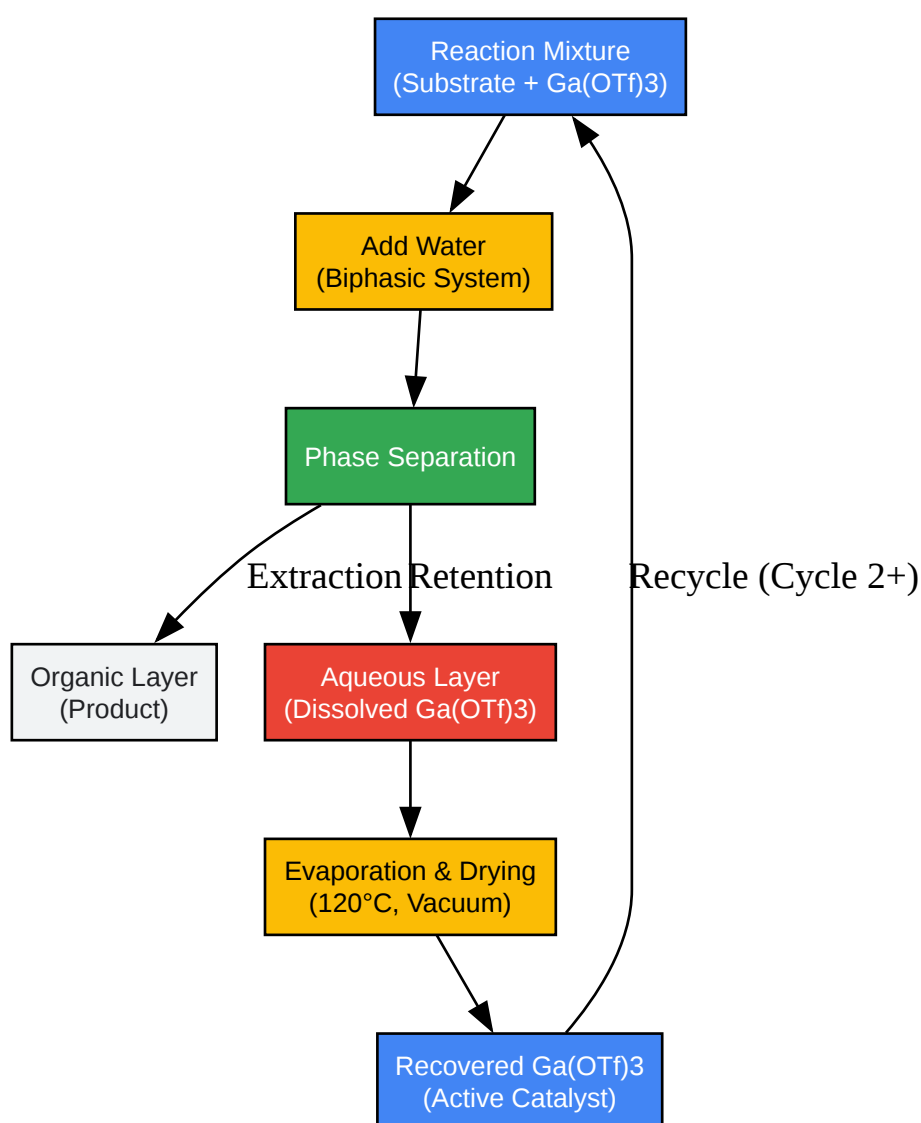 Reaction Mixture
(Substrate + Ga(OTf)3)
Add Water
(Biphasic System)
Phase Separation
Extraction
Retention
Recycle (Cycle 2+)
Organic Layer
(Product)
Aqueous Layer
(Dissolved Ga(OTf)3)
Evaporation & Drying
(120°C, Vacuum)
Recovered Ga(OTf)3
(Active Catalyst)